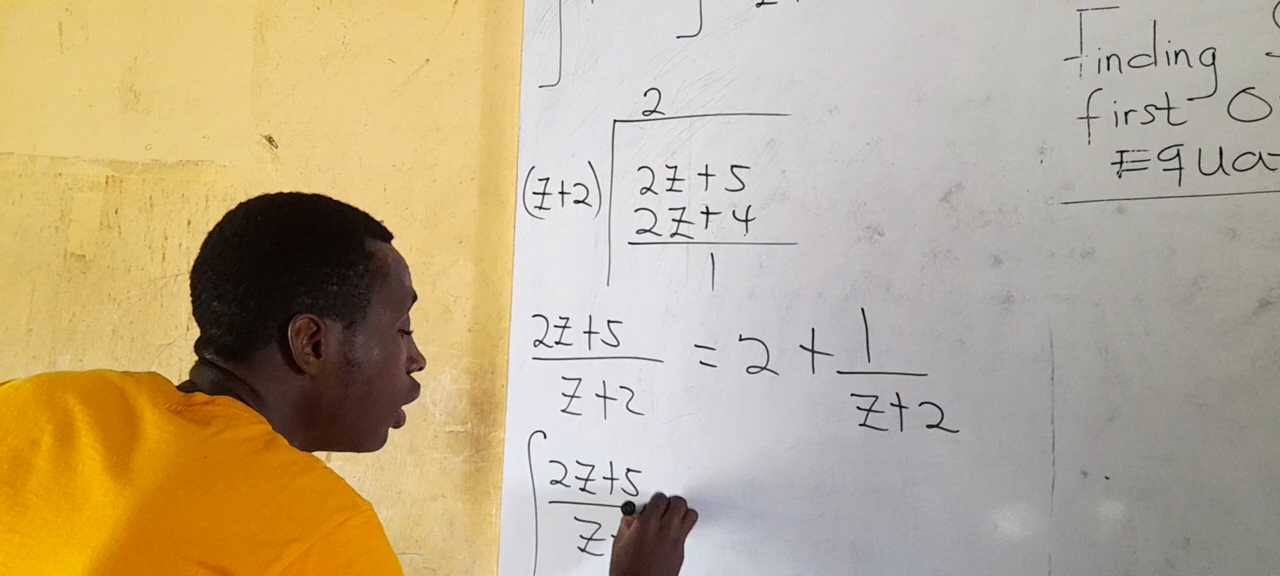 2
(z+2) 2z+5
2z+4
1
2z+5 / z+2 = 2 + 1 / z+2
∫ 2z+5 / z
Finding
first O
Equa